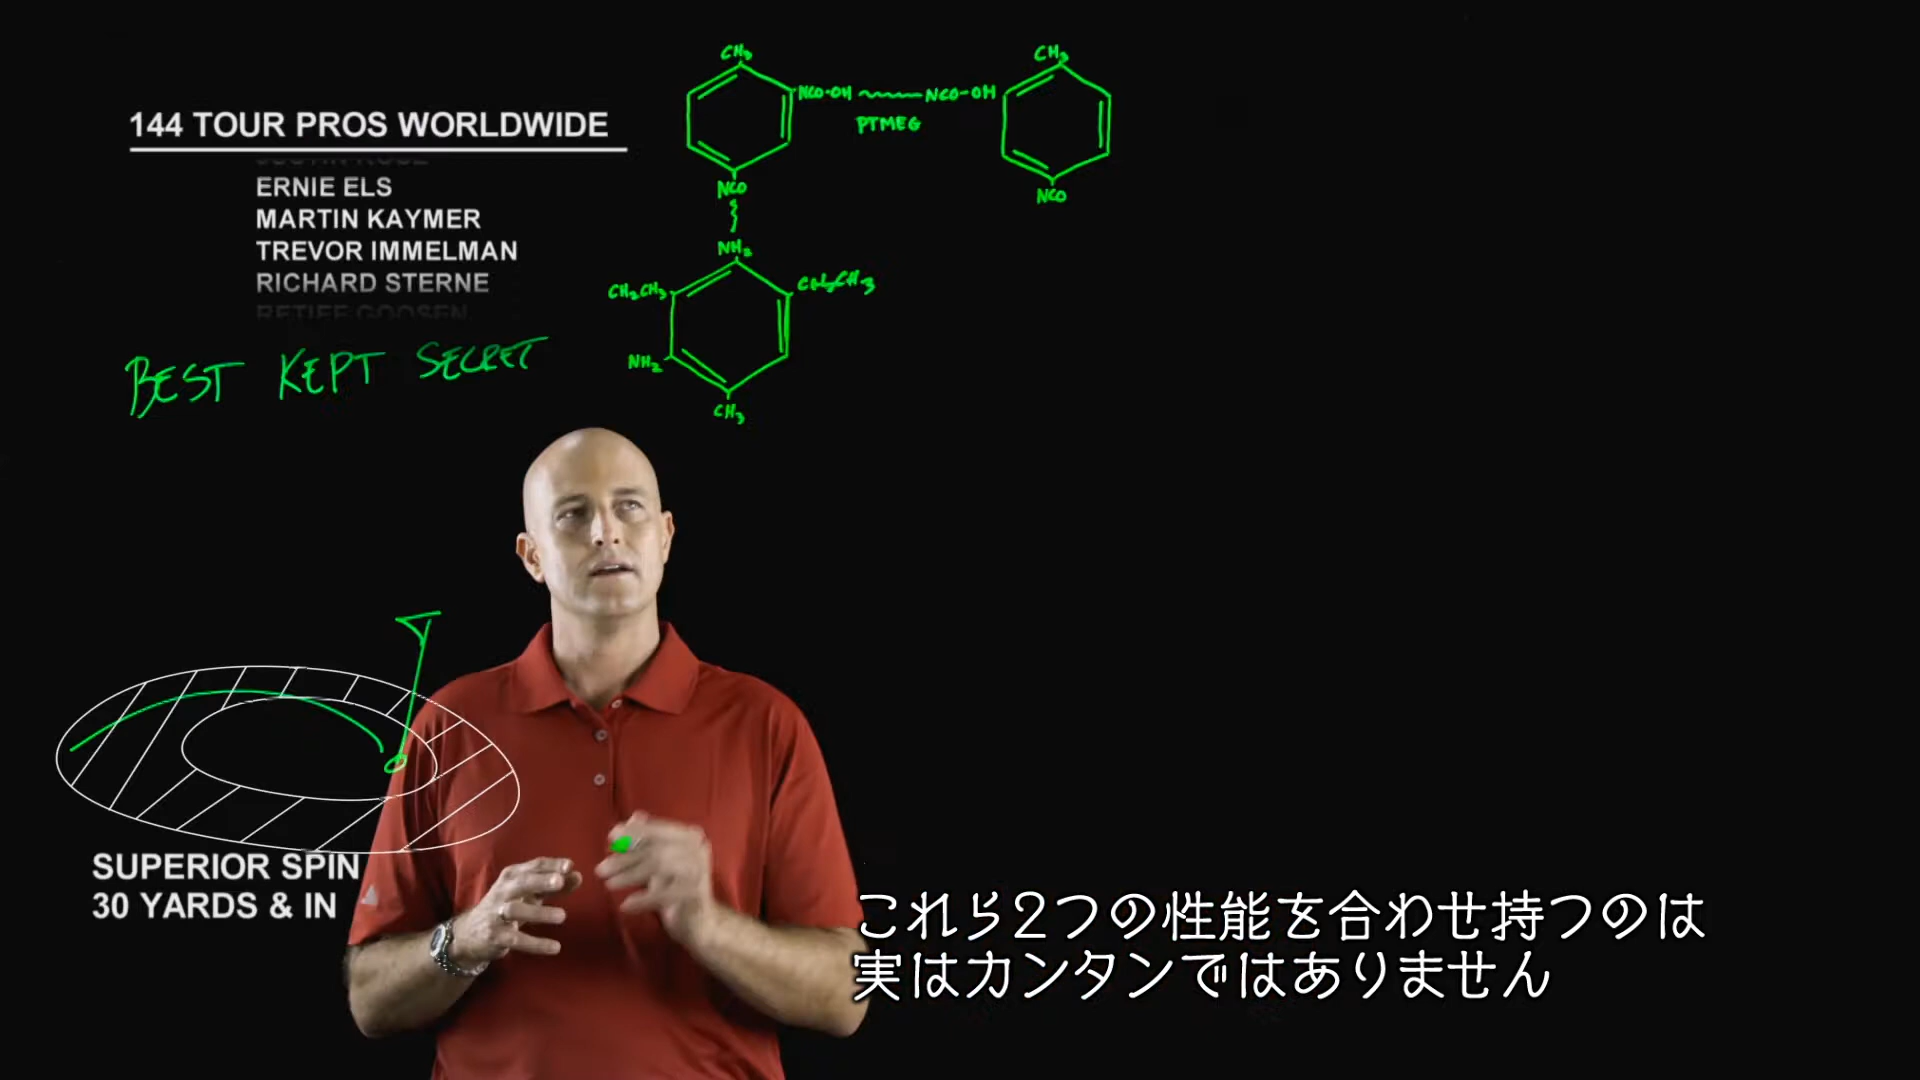 144 TOUR PROS WORLDWIDE
ERNIE ELS
MARTIN KAYMER
TREVOR IMMELMAN
RICHARD STERNE
RETIEF GOOSEN
BEST KEPT SECRET
CH3
NCO-OH
NCO-OH
CH3
PTMEG
NCO
NCO
NH2
CH2CH3
CH2CH3
NH2
CH3
SUPERIOR SPIN
30 YARDS & IN
これら2つの性能を合わせ持つのは
実はカンタンではありません